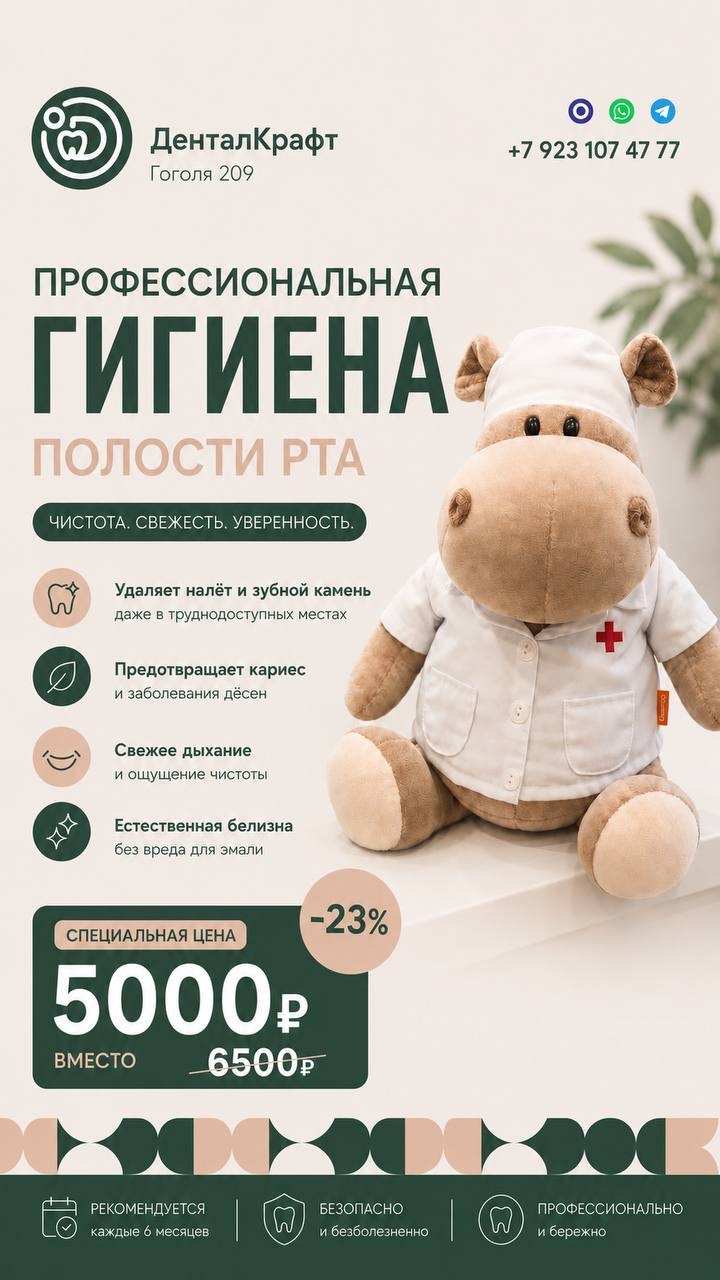 ДенталКрафт
Гоголя 209
+7 923 107 47 77
ПРОФЕССИОНАЛЬНАЯ
ГИГИЕНА
ПОЛОСТИ РТА
ЧИСТОТА. СВЕЖЕСТЬ. УВЕРЕННОСТЬ.
Удаляет налёт и зубной камень
даже в труднодоступных местах
Предотвращает кариес
и заболевания дёсен
Свежее дыхание
и ощущение чистоты
Естественная белизна
без вреда для эмали
-23%
СПЕЦИАЛЬНАЯ ЦЕНА
5000₽
ВМЕСТО 6500₽
РЕКОМЕНДУЕТСЯ
каждые 6 месяцев
БЕЗОПАСНО
и безболезненно
ПРОФЕССИОНАЛЬНО
и бережно